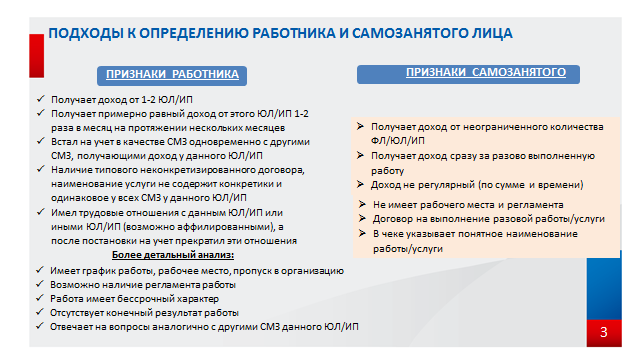 ПОДХОДЫ К ОПРЕДЕЛЕНИЮ РАБОТНИКА И САМОЗАНЯТОГО ЛИЦА
ПРИЗНАКИ РАБОТНИКА
Получает доход от 1-2 ЮЛ/ИП
Получает примерно равный доход от этого ЮЛ/ИП 1-2
раза в месяц на протяжении нескольких месяцев
Встал на учет в качестве СМЗ одновременно с другими
СМЗ, получающими доход у данного ЮЛ/ИП
Наличие типового неконкретизированного договора,
наименование услуги не содержит конкретики и
одинаковое у всех СМЗ у данного ЮЛ/ИП
Имел трудовые отношения с данным ЮЛ/ИП или
иными ЮЛ/ИП (возможно аффилированными), а
после постановки на учет прекратил эти отношения
Более детальный анализ:
Имеет график работы, рабочее место, пропуск в организацию
Возможно наличие регламента работы
Работа имеет бессрочный характер
Отсутствует конечный результат работы
Отвечает на вопросы аналогично с другими СМЗ данного ЮЛ/ИП
ПРИЗНАКИ САМОЗАНЯТОГО
Получает доход от неограниченного количества
ФЛ/ЮЛ/ИП
Получает доход сразу за разово выполненную
работу
Доход не регулярный (по сумме и времени)
Не имеет рабочего места и регламента
Договор на выполнение разовой работы/услуги
В чеке указывает понятное наименование
работы/услуги
3